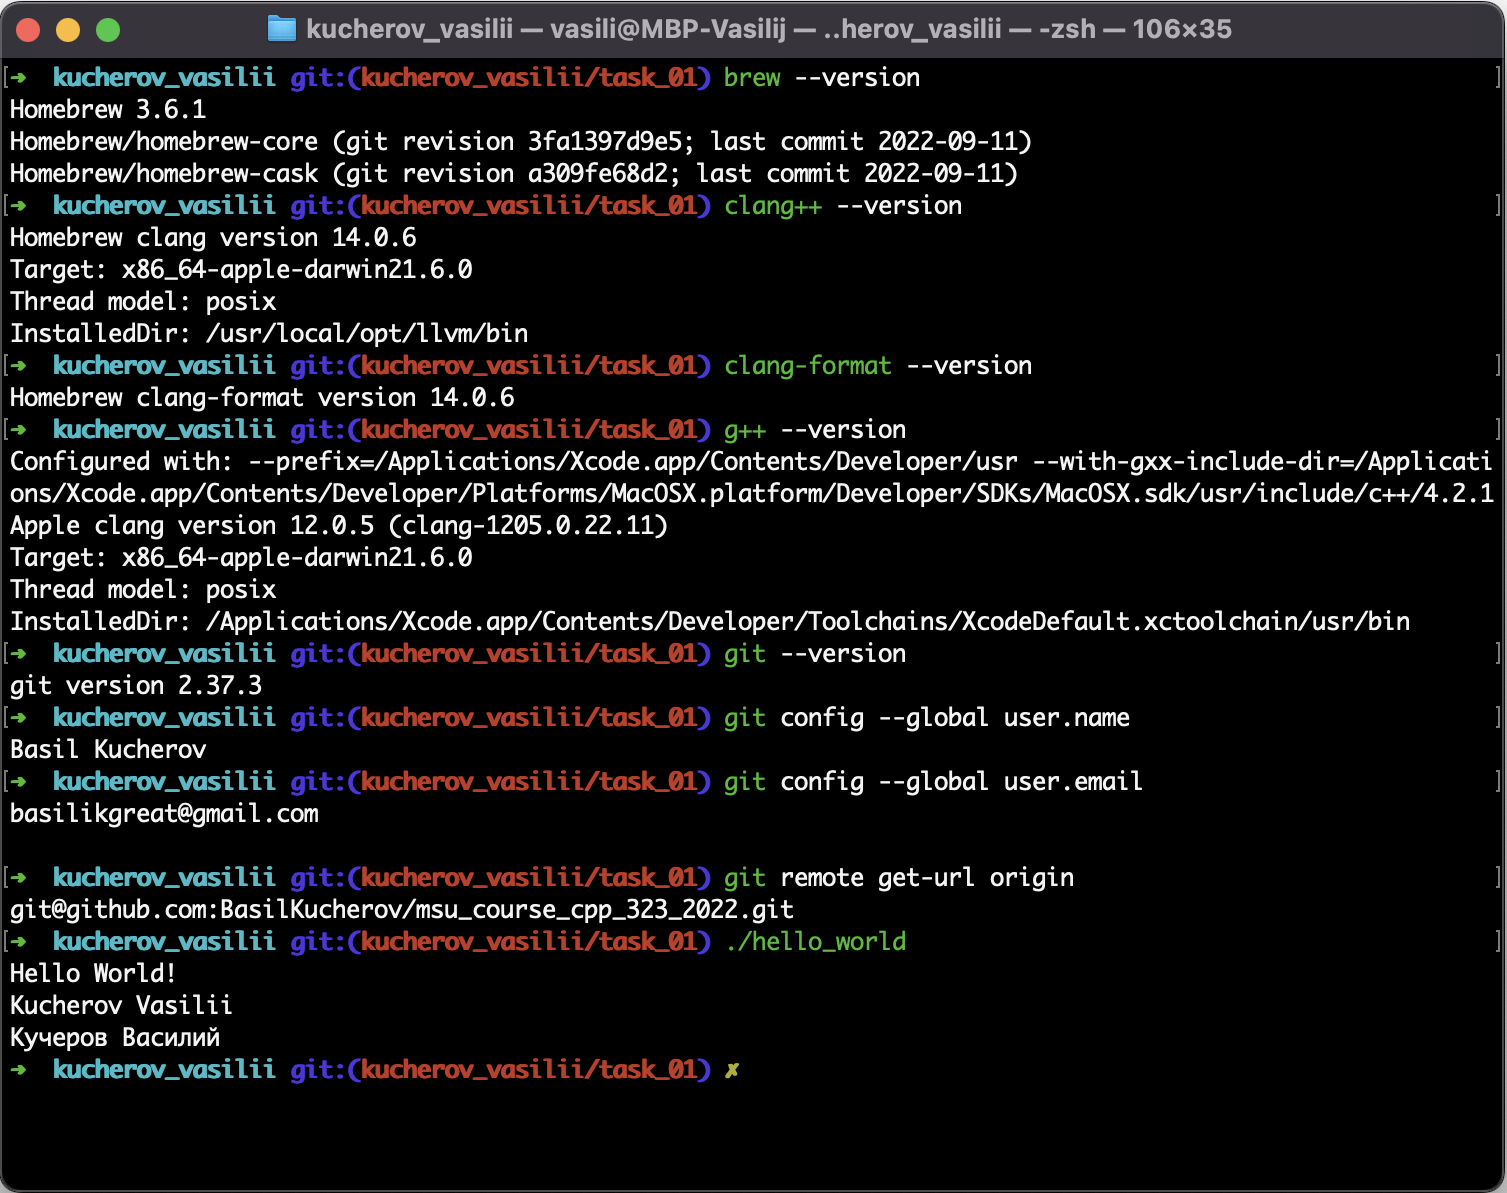 kucherov_vasilii — vasili@MBP-Vasilij — ..herov_vasilii — -zsh — 106×35
[➜  kucherov_vasilii git:(kucherov_vasilii/task_01) brew --version ]
Homebrew 3.6.1
Homebrew/homebrew-core (git revision 3fa1397d9e5; last commit 2022-09-11)
Homebrew/homebrew-cask (git revision a309fe68d2; last commit 2022-09-11)
[➜  kucherov_vasilii git:(kucherov_vasilii/task_01) clang++ --version ]
Homebrew clang version 14.0.6
Target: x86_64-apple-darwin21.6.0
Thread model: posix
InstalledDir: /usr/local/opt/llvm/bin
[➜  kucherov_vasilii git:(kucherov_vasilii/task_01) clang-format --version ]
Homebrew clang-format version 14.0.6
[➜  kucherov_vasilii git:(kucherov_vasilii/task_01) g++ --version ]
Configured with: --prefix=/Applications/Xcode.app/Contents/Developer/usr --with-gxx-include-dir=/Applicati
ons/Xcode.app/Contents/Developer/Platforms/MacOSX.platform/Developer/SDKs/MacOSX.sdk/usr/include/c++/4.2.1
Apple clang version 12.0.5 (clang-1205.0.22.11)
Target: x86_64-apple-darwin21.6.0
Thread model: posix
InstalledDir: /Applications/Xcode.app/Contents/Developer/Toolchains/XcodeDefault.xctoolchain/usr/bin
[➜  kucherov_vasilii git:(kucherov_vasilii/task_01) git --version ]
git version 2.37.3
[➜  kucherov_vasilii git:(kucherov_vasilii/task_01) git config --global user.name ]
Basil Kucherov
[➜  kucherov_vasilii git:(kucherov_vasilii/task_01) git config --global user.email ]
basilikgreat@gmail.com
[➜  kucherov_vasilii git:(kucherov_vasilii/task_01) git remote get-url origin ]
git@github.com:BasilKucherov/msu_course_cpp_323_2022.git
[➜  kucherov_vasilii git:(kucherov_vasilii/task_01) ./hello_world ]
Hello World!
Kucherov Vasilii
Кучеров Василий
➜  kucherov_vasilii git:(kucherov_vasilii/task_01) ✗